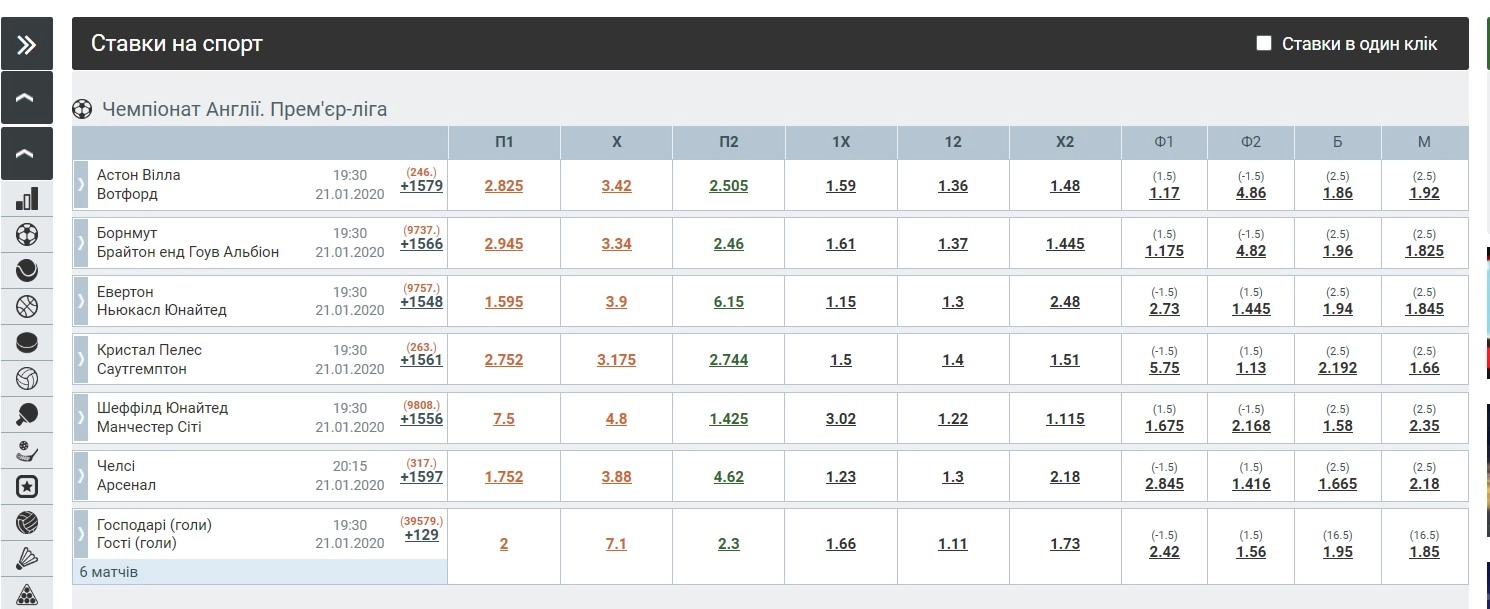 Ставки на спорт
Ставки в один клік
Чемпіонат Англії. Прем'єр-ліга
П1 X П2 1X 12 X2 Ф1 Ф2 Б М
Астон Вілла 19:30 (246.) (1.5) (-1.5) (2.5) (2.5)
Вотфорд 21.01.2020 +1579 2.825 3.42 2.505 1.59 1.36 1.48 1.17 4.86 1.86 1.92
Борнмут 19:30 (9737.) (1.5) (-1.5) (2.5) (2.5)
Брайтон енд Гоув Альбіон 21.01.2020 +1566 2.945 3.34 2.46 1.61 1.37 1.445 1.175 4.82 1.96 1.825
Евертон 19:30 (9757.) (-1.5) (1.5) (2.5) (2.5)
Ньюкасл Юнайтед 21.01.2020 +1548 1.595 3.9 6.15 1.15 1.3 2.48 2.73 1.445 1.94 1.845
Кристал Пелес 19:30 (263.) (-1.5) (1.5) (2.5) (2.5)
Саутгемптон 21.01.2020 +1561 2.752 3.175 2.744 1.5 1.4 1.51 5.75 1.13 2.192 1.66
Шеффілд Юнайтед 19:30 (9808.) (1.5) (-1.5) (2.5) (2.5)
Манчестер Сіті 21.01.2020 +1556 7.5 4.8 1.425 3.02 1.22 1.115 1.675 2.168 1.58 2.35
Челсі 20:15 (317.) (-1.5) (1.5) (2.5) (2.5)
Арсенал 21.01.2020 +1597 1.752 3.88 4.62 1.23 1.3 2.18 2.845 1.416 1.665 2.18
Господарі (голи) 19:30 (39579.) (-1.5) (1.5) (16.5) (16.5)
Гості (голи) 21.01.2020 +129 2 7.1 2.3 1.66 1.11 1.73 2.42 1.56 1.95 1.85
6 матчів